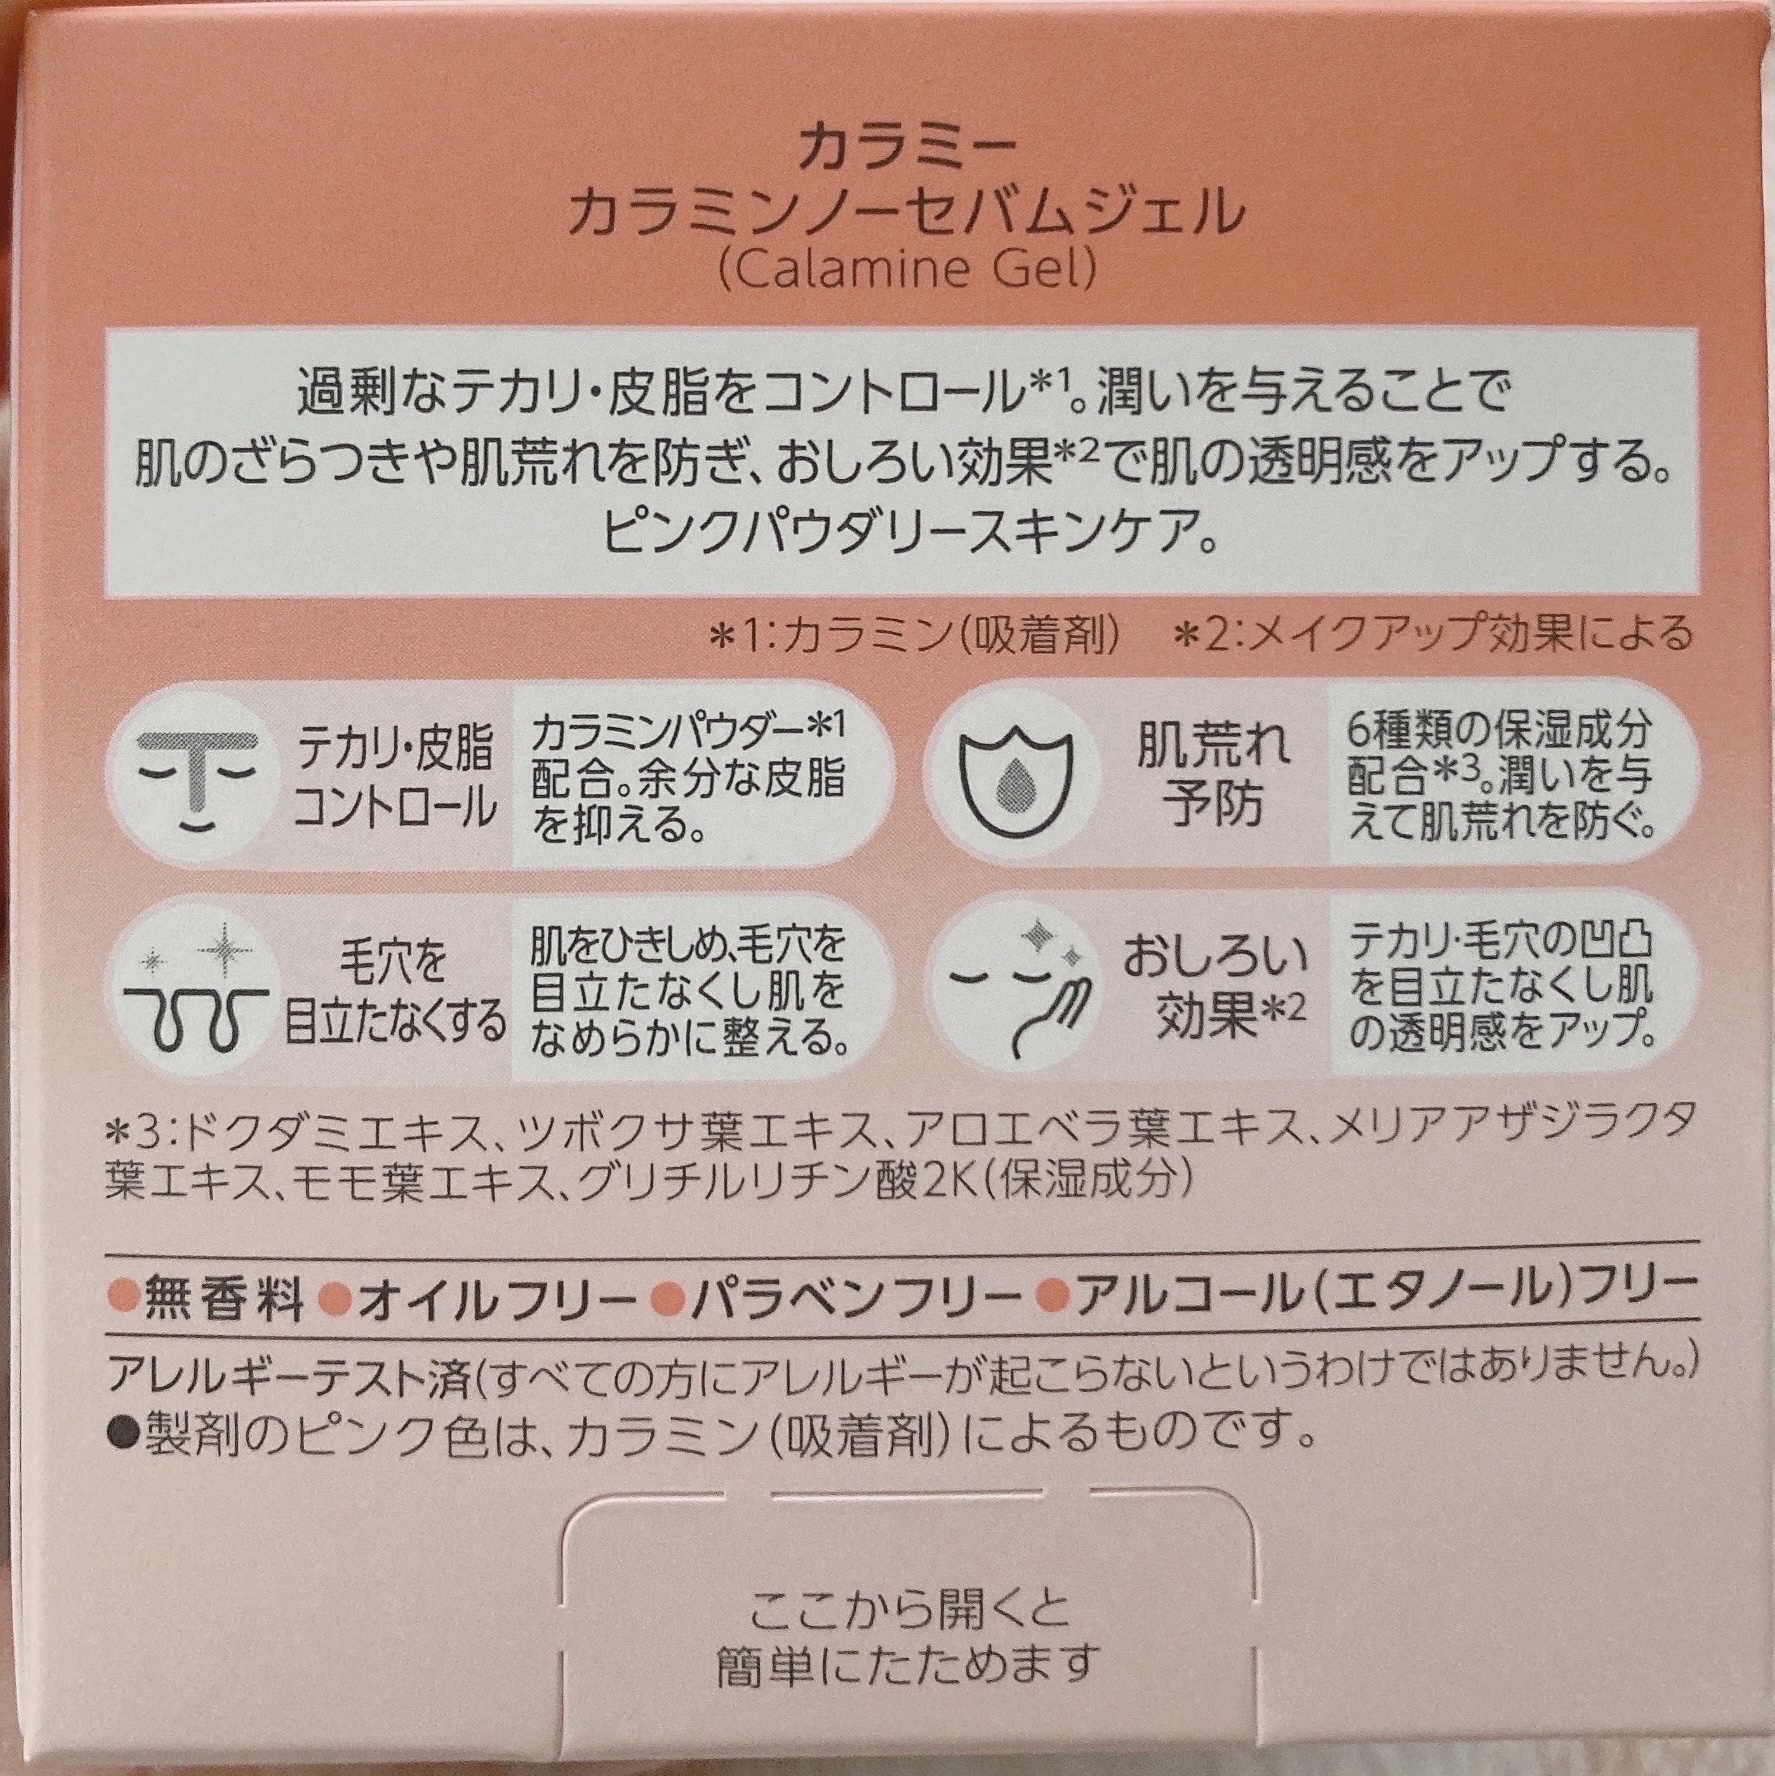 カラミー
カラミンノーセバムジェル
(Calamine Gel)
過剰なテカリ・皮脂をコントロール*1。潤いを与えることで
肌のざらつきや肌荒れを防ぎ、おしろい効果*2で肌の透明感をアップする。
ピンクパウダリースキンケア。
*1:カラミン(吸着剤) *2:メイクアップ効果による
テカリ・皮脂
コントロール
カラミンパウダー*1
配合。余分な皮脂
を抑える。
肌荒れ
予防
6種類の保湿成分
配合*3。潤いを与
えて肌荒れを防ぐ。
毛穴を
目立たなくする
肌をひきしめ、毛穴を
目立たなくし肌を
なめらかに整える。
おしろい
効果*2
テカリ・毛穴の凹凸
を目立たなくし肌
の透明感をアップ。
*3:ドクダミエキス、ツボクサ葉エキス、アロエベラ葉エキス、メリアアザジラクタ
葉エキス、モモ葉エキス、グリチルリチン酸2K(保湿成分)
●無香料●オイルフリー●パラベンフリー●アルコール(エタノール)フリー
アレルギーテスト済(すべての方にアレルギーが起こらないというわけではありません。)
●製剤のピンク色は、カラミン(吸着剤)によるものです。
ここから開くと
簡単にたためます